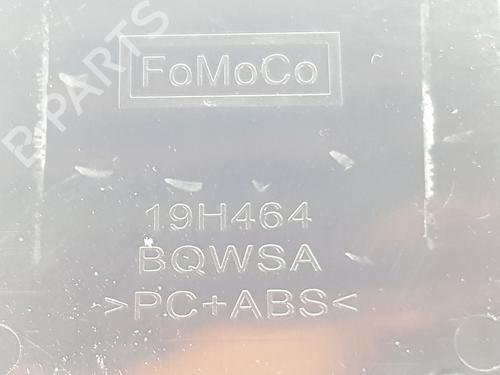 FoMoCo
B-PARTS
19H464
BQWSA
>PC+ABS<